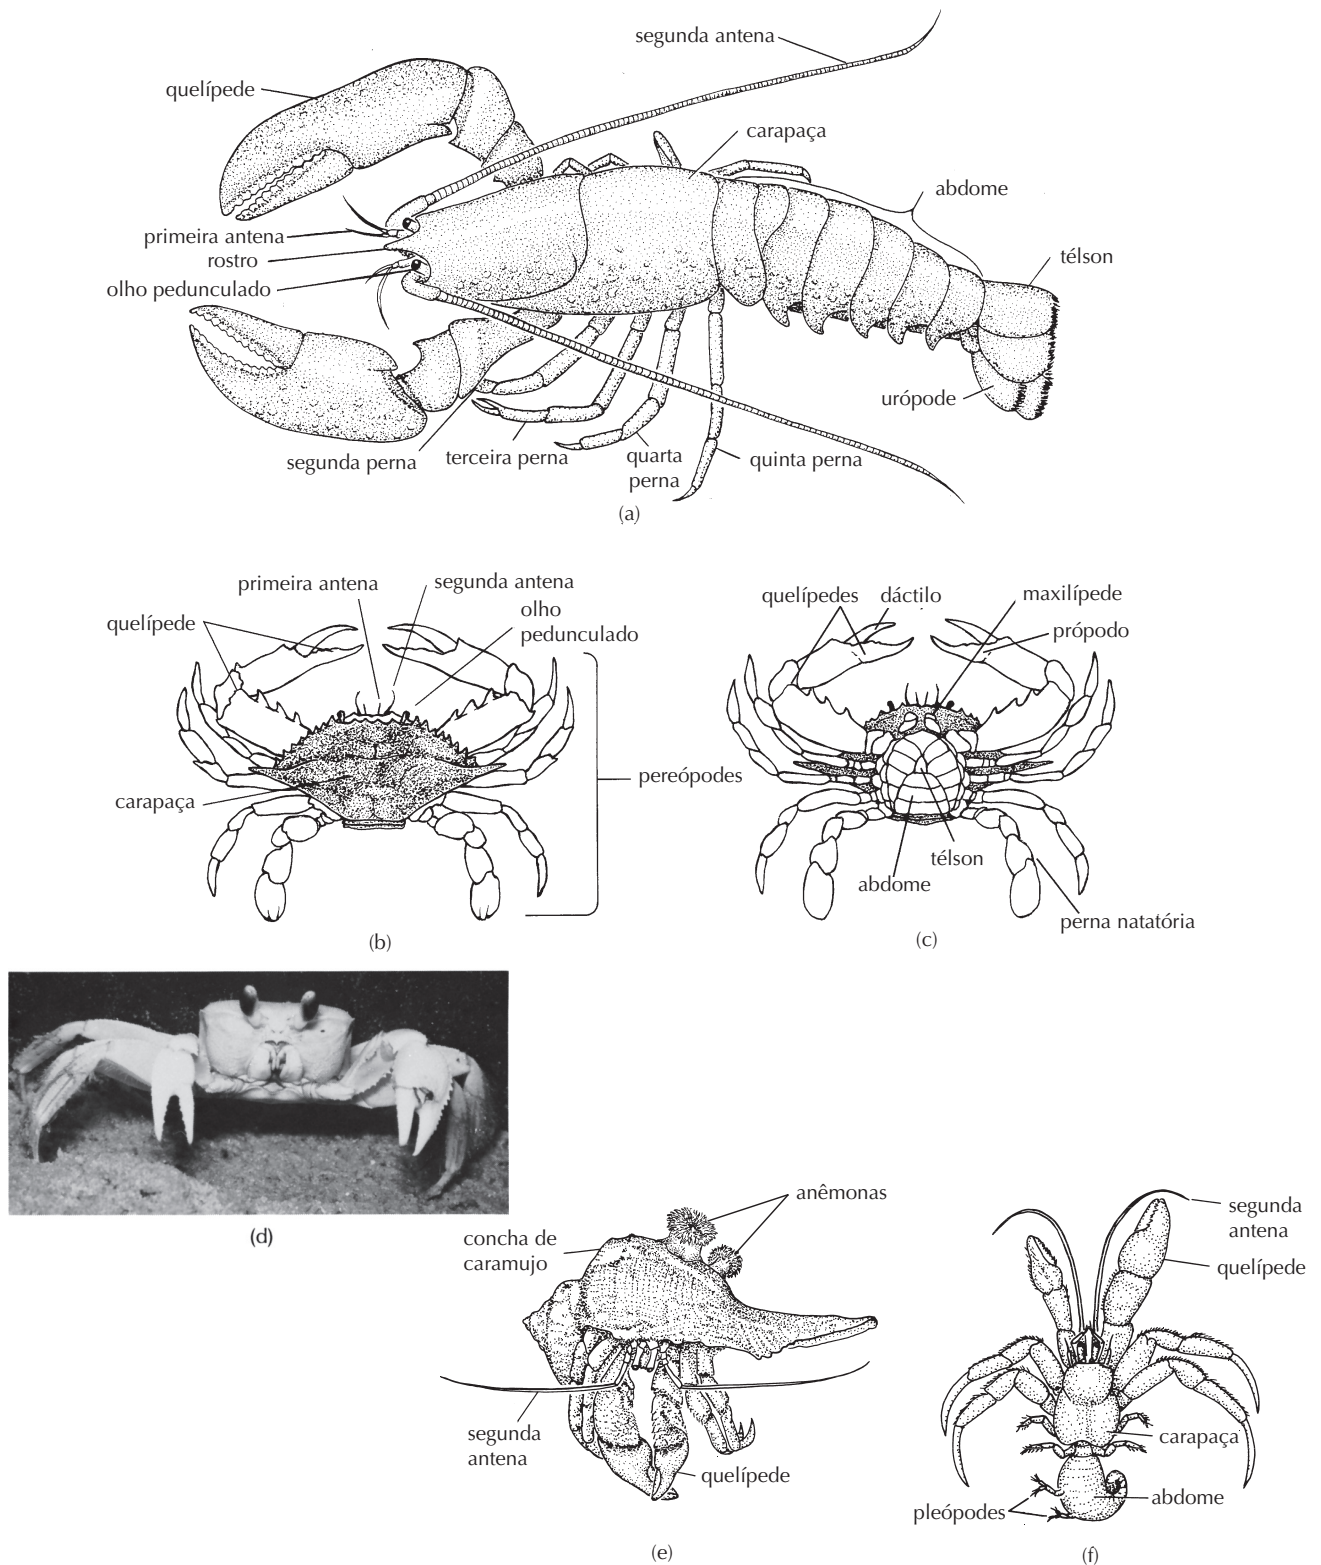 segunda antena
quelípede
carapaça
abdome
primeira antena
rostro
télson
olho pedunculado
urópode
segunda perna
terceira perna
quarta
perna
quinta perna
(a)
primeira antena
segunda antena
olho
pedunculado
quelípede
pereópodes
carapaça
(b)
quelípedes
dáctilo
maxilípede
própodo
télson
abdome
perna natatória
(c)
(d)
anêmonas
concha de
caramujo
segunda
antena
quelípede
(e)
segunda
antena
quelípede
carapaça
abdome
pleópodes
(f)